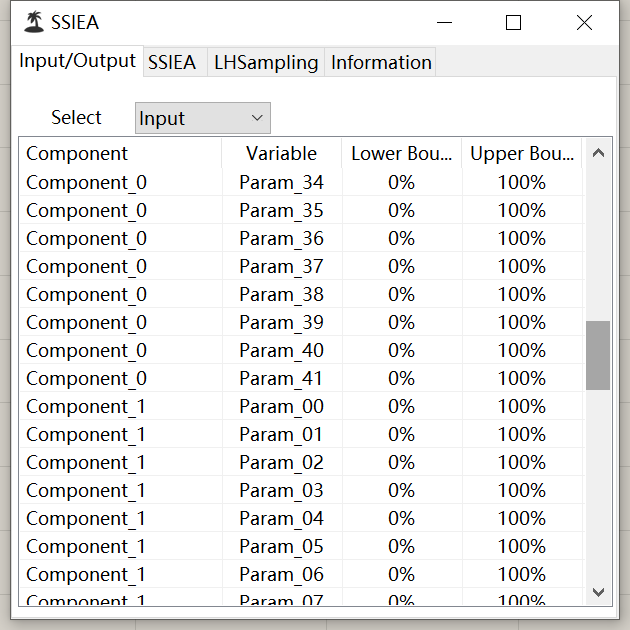 SSIEA
Input/Output SSIEA LHSampling Information
Select Input
Component Variable Lower Bou... Upper Bou...
Component_0 Param_34 0% 100%
Component_0 Param_35 0% 100%
Component_0 Param_36 0% 100%
Component_0 Param_37 0% 100%
Component_0 Param_38 0% 100%
Component_0 Param_39 0% 100%
Component_0 Param_40 0% 100%
Component_0 Param_41 0% 100%
Component_1 Param_00 0% 100%
Component_1 Param_01 0% 100%
Component_1 Param_02 0% 100%
Component_1 Param_03 0% 100%
Component_1 Param_04 0% 100%
Component_1 Param_05 0% 100%
Component_1 Param_06 0% 100%
Component_1 Param_07 0% 100%